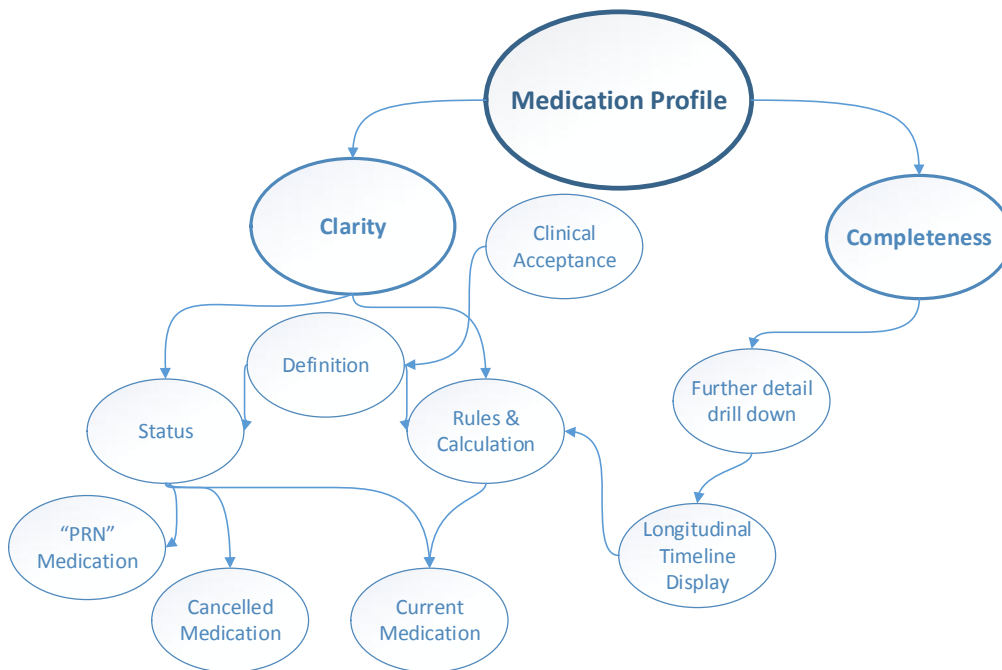 Medication Profile
Clarity
Clinical
Acceptance
Completeness
Definition
Further detail
drill down
Status
Rules &
Calculation
“PRN”
Medication
Longitudinal
Timeline
Display
Cancelled
Medication
Current
Medication